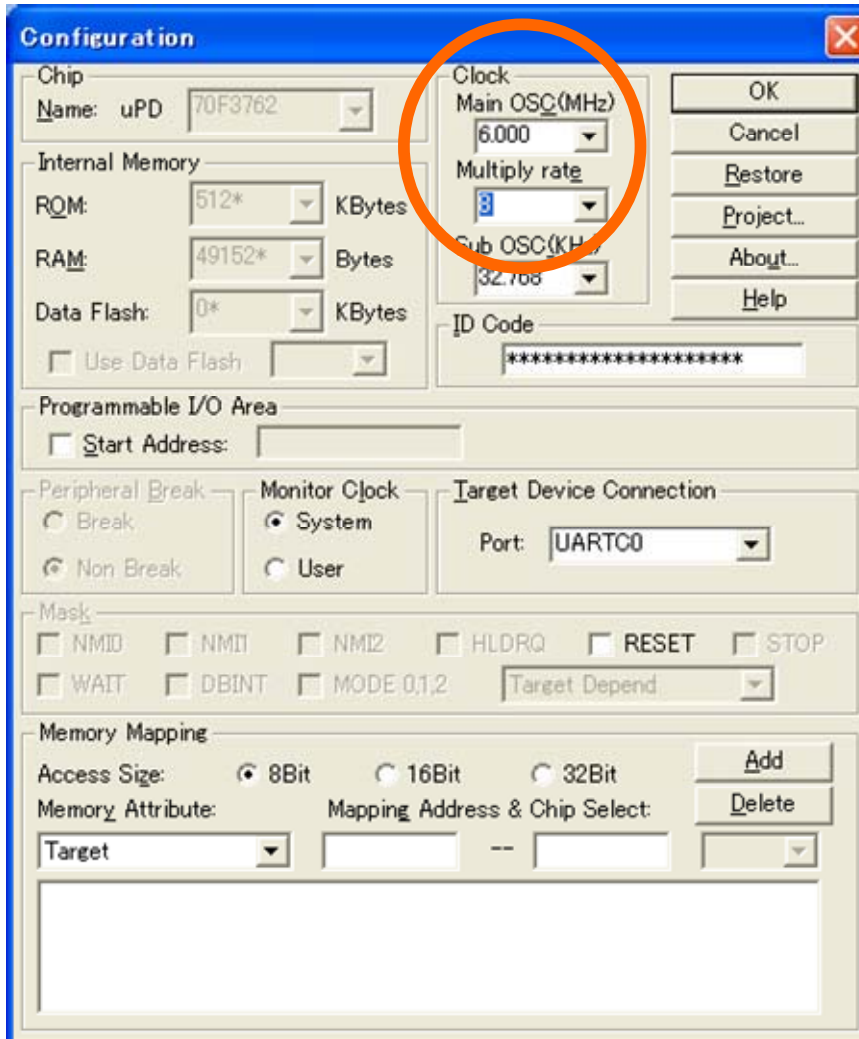 Configuration
Chip
Name: uPD 70F3762
Internal Memory
ROM: 512* KBytes
RAM: 49152* Bytes
Data Flash: 0* KBytes
Use Data Flash
Clock
Main OSC(MHz)
6.000
Multiply rate
8
Sub OSC(KHz)
32.768
OK
Cancel
Restore
Project...
About...
Help
ID Code
********************
Programmable I/O Area
Start Address:
Peripheral Break
Break
Non Break
Monitor Clock
System
User
Target Device Connection
Port: UARTC0
Mask
NMI0 NMI1 NMI2 HLDRQ RESET STOP
WAIT DBINT MODE 0,1,2 Target Depend
Memory Mapping
Access Size: 8Bit 16Bit 32Bit
Add
Memory Attribute: Mapping Address & Chip Select:
Delete
Target --